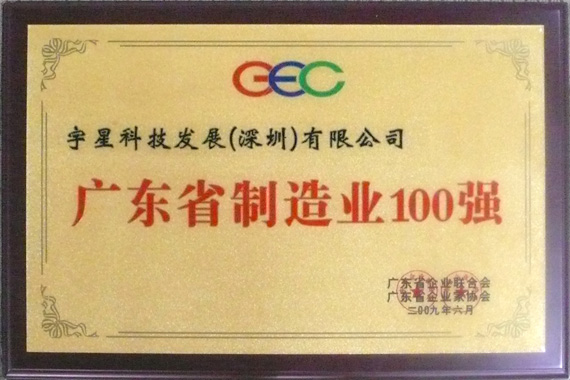 GEC
宇星科技发展(深圳)有限公司
广东省制造业100强
广东省企业联合会
广东省企业家协会
二00九年六月